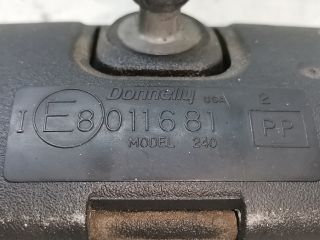 Donnelly USA 2
I E8 011681 PP
MODEL 240